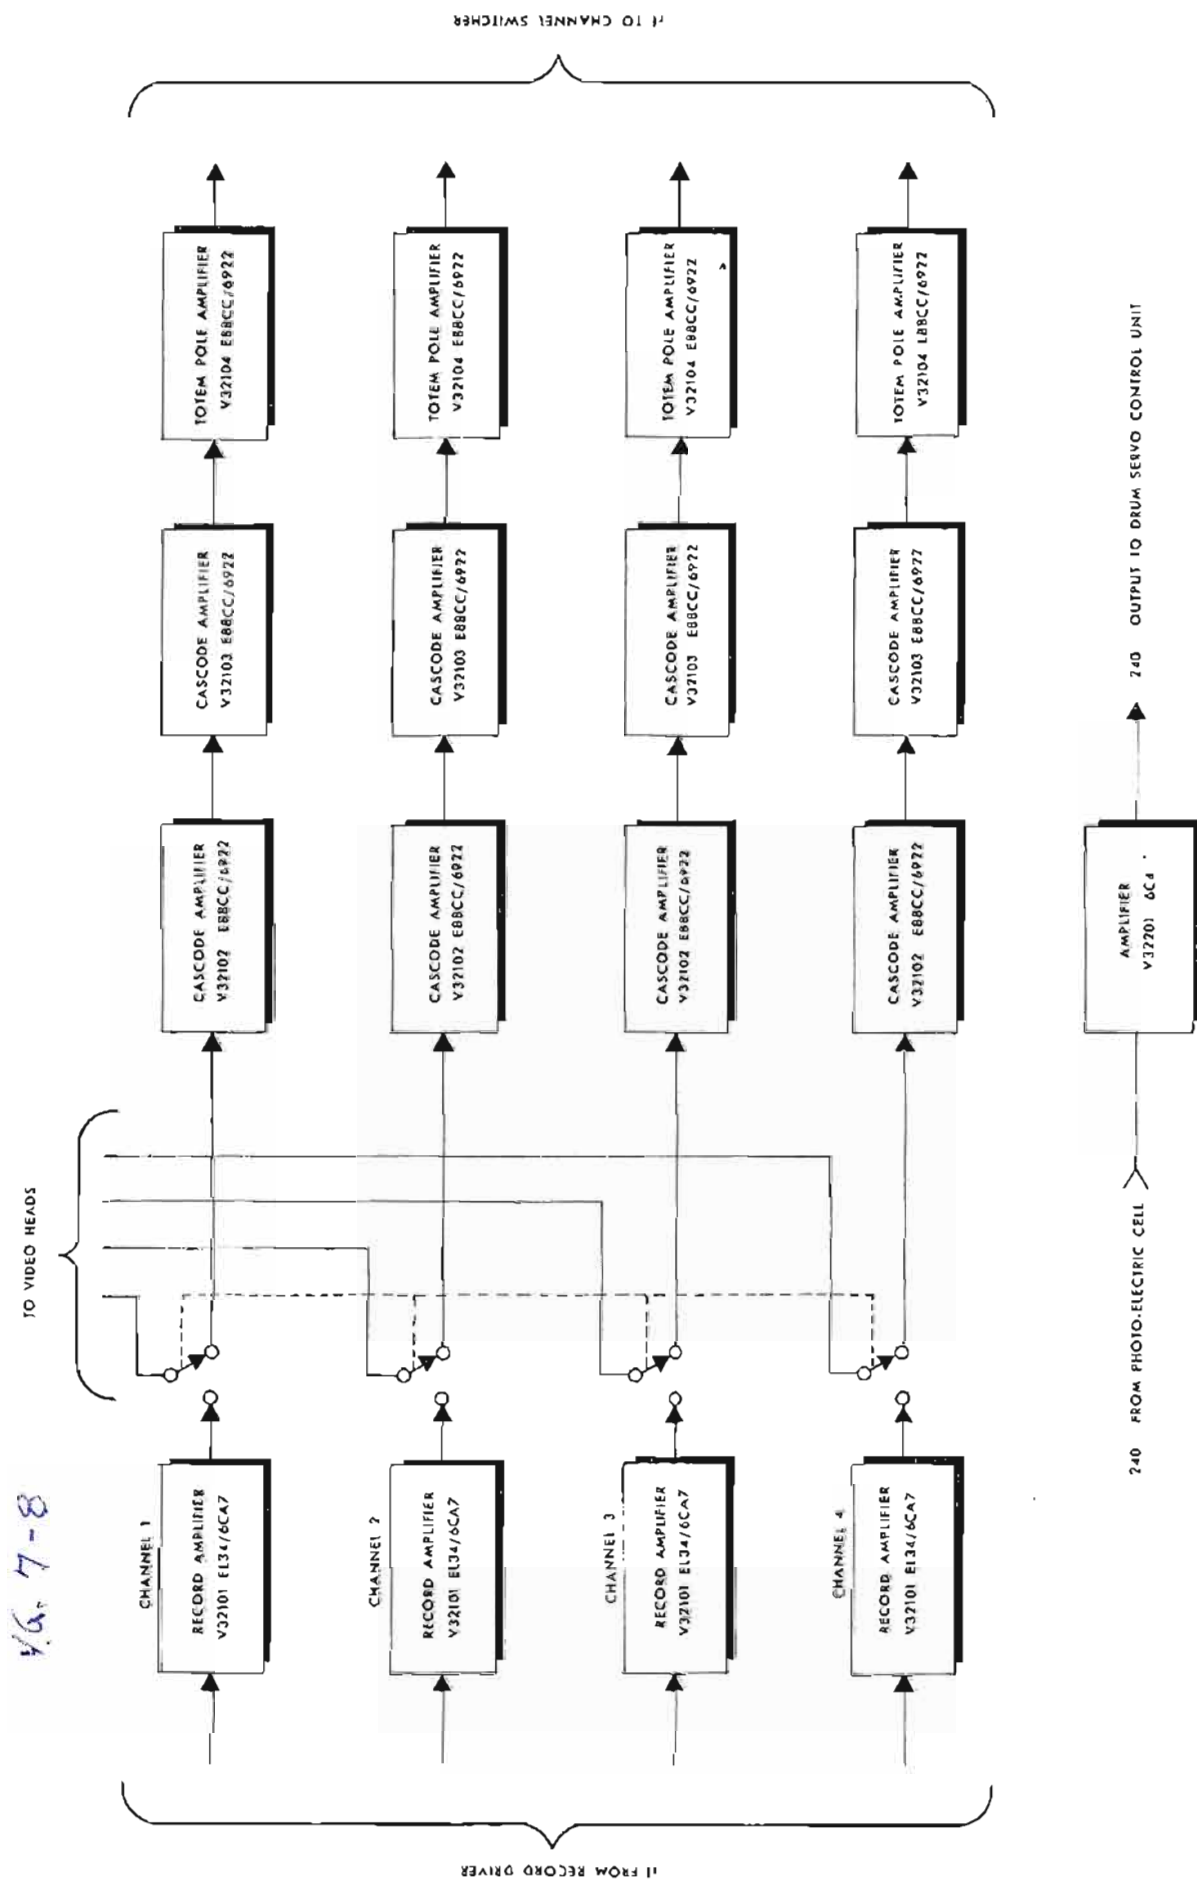 7-8
TO VIDEO HEADS
rf FROM RECORD DRIVER
rf TO CHANNEL SWITCHER
CHANNEL 1
RECORD AMPLIFIER
V32101 EL34/6CA7
CASCODE AMPLIFIER
V32102 E88CC/6922
CASCODE AMPLIFIER
V32103 E88CC/6922
TOTEM POLE AMPLIFIER
V32104 E88CC/6922
CHANNEL 2
RECORD AMPLIFIER
V32101 EL34/6CA7
CASCODE AMPLIFIER
V32102 E88CC/6922
CASCODE AMPLIFIER
V32103 E88CC/6922
TOTEM POLE AMPLIFIER
V32104 E88CC/6922
CHANNEL 3
RECORD AMPLIFIER
V32101 EL34/6CA7
CASCODE AMPLIFIER
V32102 E88CC/6922
CASCODE AMPLIFIER
V32103 E88CC/6922
TOTEM POLE AMPLIFIER
V32104 E88CC/6922
CHANNEL 4
RECORD AMPLIFIER
V32101 EL34/6CA7
CASCODE AMPLIFIER
V32102 E88CC/6922
CASCODE AMPLIFIER
V32103 E88CC/6922
TOTEM POLE AMPLIFIER
V32104 E88CC/6922
240 FROM PHOTO-ELECTRIC CELL
AMPLIFIER
V32201 6C4
240 OUTPUT TO DRUM SERVO CONTROL UNIT